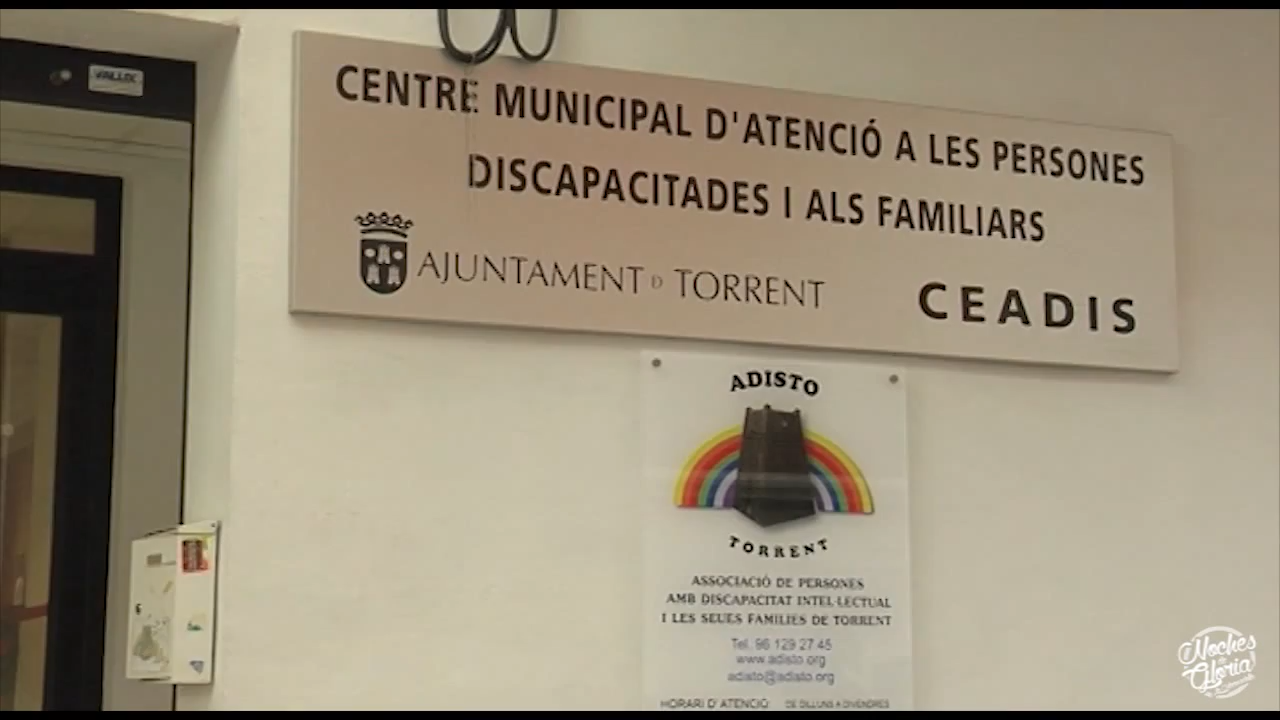 VALLIX
CENTRE MUNICIPAL D'ATENCIÓ A LES PERSONES
DISCAPACITADES I ALS FAMILIARS
AJUNTAMENT D TORRENT
CEADIS
ADISTO
TORRENT
ASSOCIACIÓ DE PERSONES
AMB DISCAPACITAT INTEL·LECTUAL
I LES SEUES FAMILIES DE TORRENT
Tel. 96 129 27 45
www.adisto.org
adisto@adisto.org
HORARI D'ATENCIÓ DE DILLUNS A DIVENDRES
Noches
de
Gloria